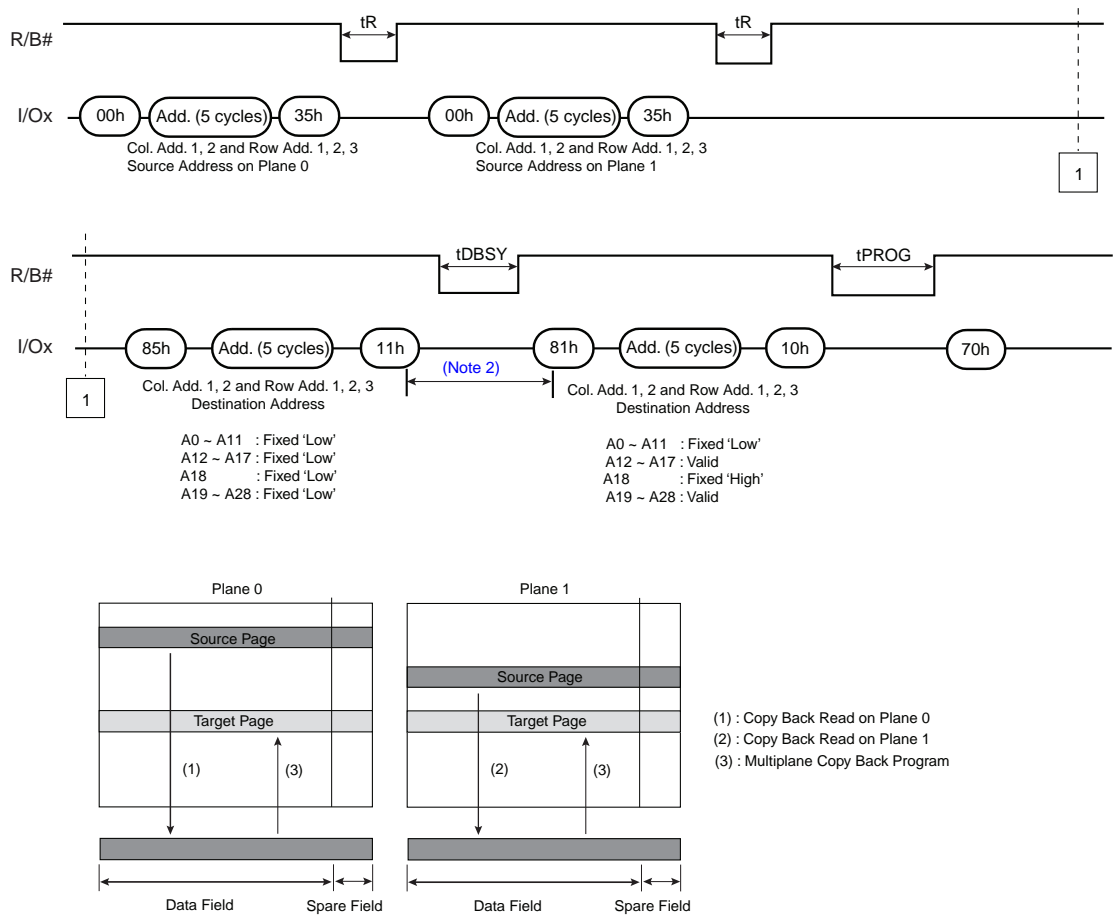 tR
tR
R/B#
I/Ox
00h
Add. (5 cycles)
35h
00h
Add. (5 cycles)
35h
Col. Add. 1, 2 and Row Add. 1, 2, 3
Source Address on Plane 0
Col. Add. 1, 2 and Row Add. 1, 2, 3
Source Address on Plane 1
1
tDBSY
tPROG
R/B#
I/Ox
85h
Add. (5 cycles)
11h
81h
Add. (5 cycles)
10h
70h
(Note 2)
1
Col. Add. 1, 2 and Row Add. 1, 2, 3
Destination Address
Col. Add. 1, 2 and Row Add. 1, 2, 3
Destination Address
A0 ~ A11 : Fixed ‘Low’
A12 ~ A17 : Fixed ‘Low’
A18 : Fixed ‘Low’
A19 ~ A28 : Fixed ‘Low’
A0 ~ A11 : Fixed ‘Low’
A12 ~ A17 : Valid
A18 : Fixed ‘High’
A19 ~ A28 : Valid
Plane 0
Source Page
Target Page
(1)
(3)
Data Field
Spare Field
Plane 1
Source Page
Target Page
(2)
(3)
Data Field
Spare Field
(1) : Copy Back Read on Plane 0
(2) : Copy Back Read on Plane 1
(3) : Multiplane Copy Back Program